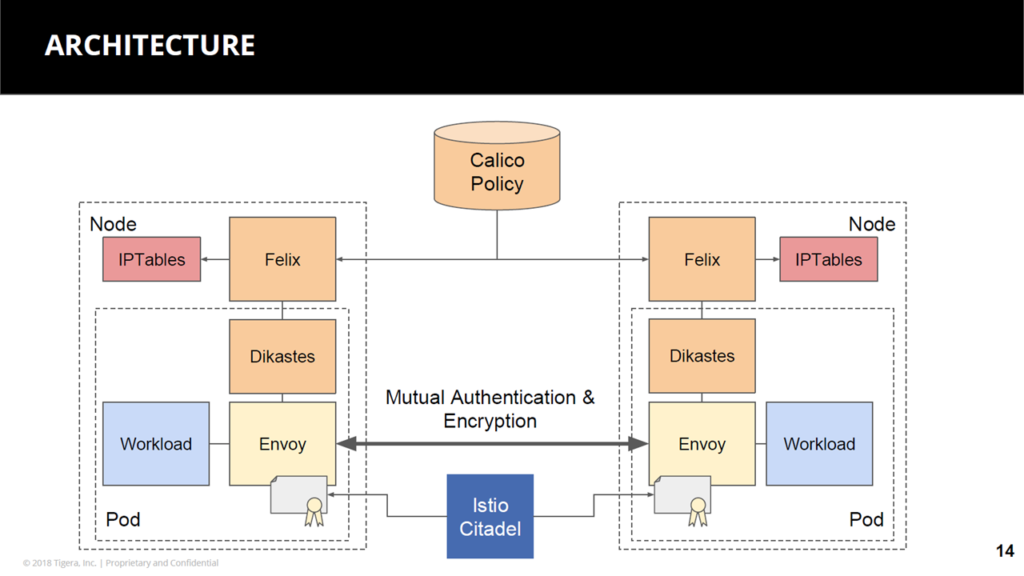 ARCHITECTURE
Calico
Policy
Node
IPTables
Felix
Dikastes
Workload
Envoy
Pod
Mutual Authentication &
Encryption
Istio
Citadel
Node
Felix
IPTables
Dikastes
Envoy
Workload
Pod
14
© 2018 Tigera, Inc. | Proprietary and Confidential